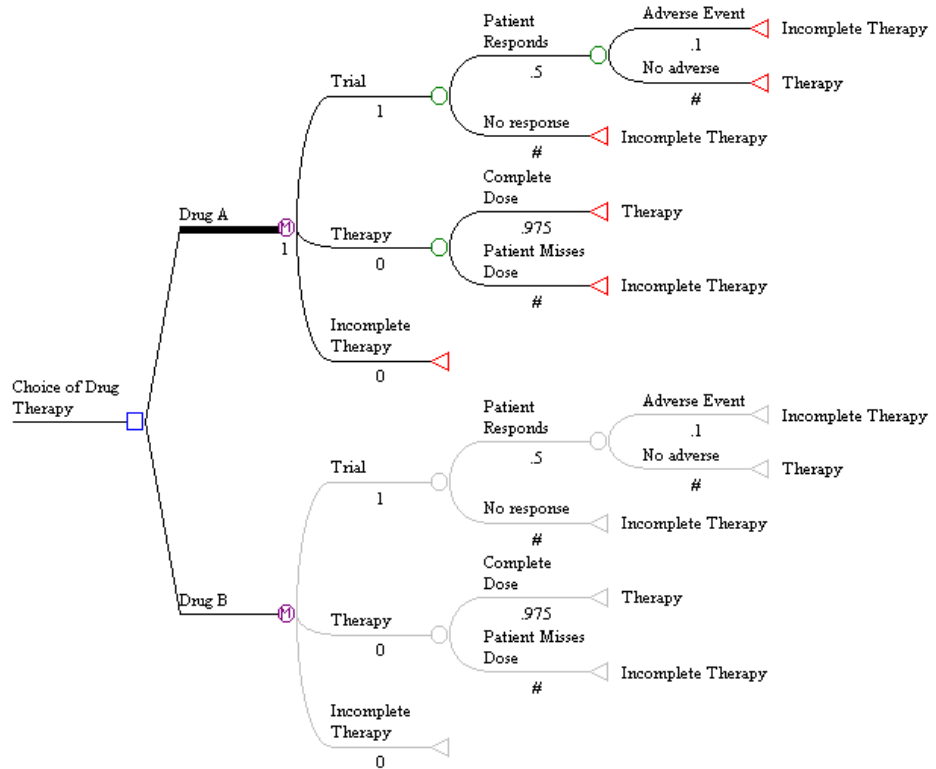 Adverse Event
Patient
Responds
Incomplete Therapy
.1
.5
No adverse
Trial
Therapy
#
1
No response
Incomplete Therapy
#
Complete
Dose
Drug A
Therapy
M
.975
1
Therapy
Patient Misses
Dose
0
Incomplete Therapy
#
Incomplete
Therapy
0
Choice of Drug
Therapy
Adverse Event
Patient
Responds
Incomplete Therapy
.1
.5
No adverse
Trial
Therapy
#
1
No response
Incomplete Therapy
#
Complete
Dose
Drug B
Therapy
M
.975
Therapy
Patient Misses
Dose
0
Incomplete Therapy
#
Incomplete
Therapy
0